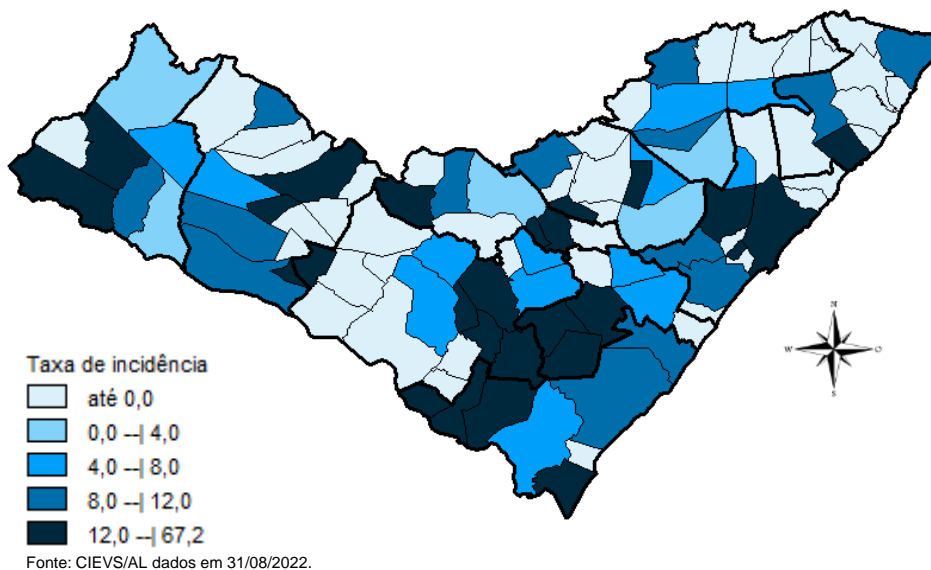 N
W
O
S
Taxa de incidência
até 0,0
0,0 --| 4,0
4,0 --| 8,0
8,0 --| 12,0
12,0 --| 67,2
Fonte: CIEVS/AL dados em 31/08/2022.